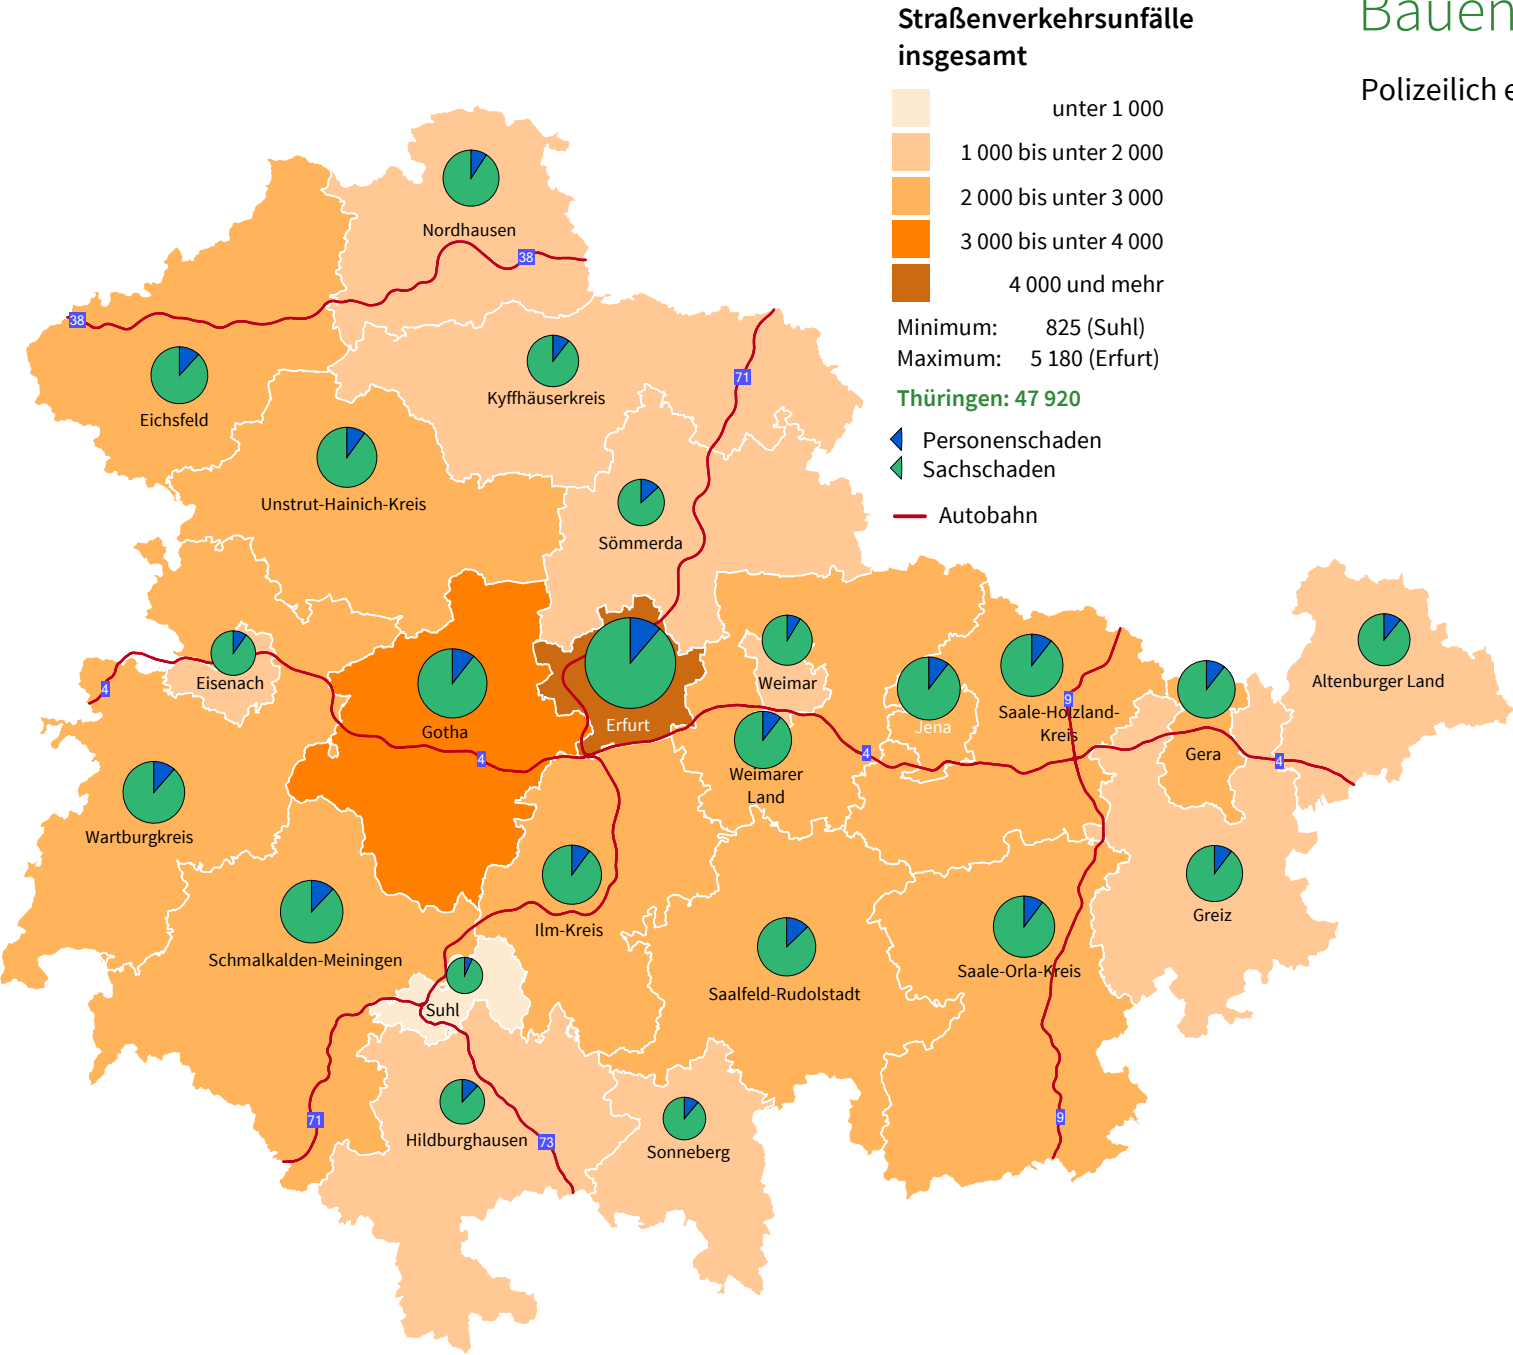 Straßenverkehrsunfälle
insgesamt
unter 1 000
1 000 bis unter 2 000
2 000 bis unter 3 000
3 000 bis unter 4 000
4 000 und mehr
Minimum: 825 (Suhl)
Maximum: 5 180 (Erfurt)
Thüringen: 47 920
Personenschaden
Sachschaden
Autobahn
Bauen
Polizeilich e
Nordhausen
38
38
Eichsfeld
Kyffhäuserkreis
71
Unstrut-Hainich-Kreis
Sömmerda
Eisenach
4
Gotha
4
Erfurt
Weimar
Weimarer
Land
4
Jena
9
Saale-Holzland-
Kreis
Gera
4
Altenburger Land
Wartburgkreis
Greiz
Schmalkalden-Meiningen
Ilm-Kreis
Saalfeld-Rudolstadt
Saale-Orla-Kreis
Suhl
71
Hildburghausen
73
Sonneberg
9